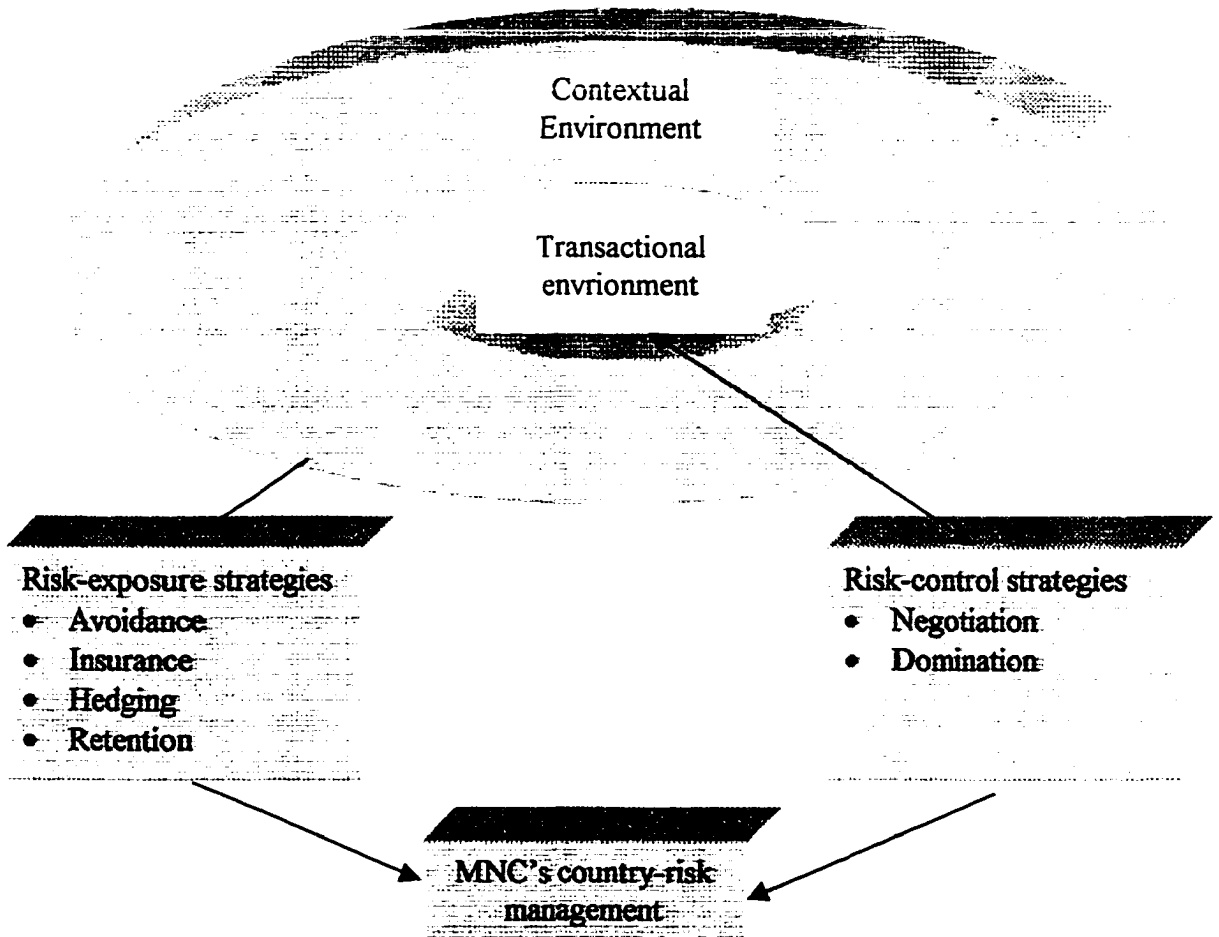 Contextual
Environment
Transactional
envrionment
Risk-exposure strategies
• Avoidance
• Insurance
• Hedging
• Retention
Risk-control strategies
• Negotiation
• Domination
MNC's country-risk
management